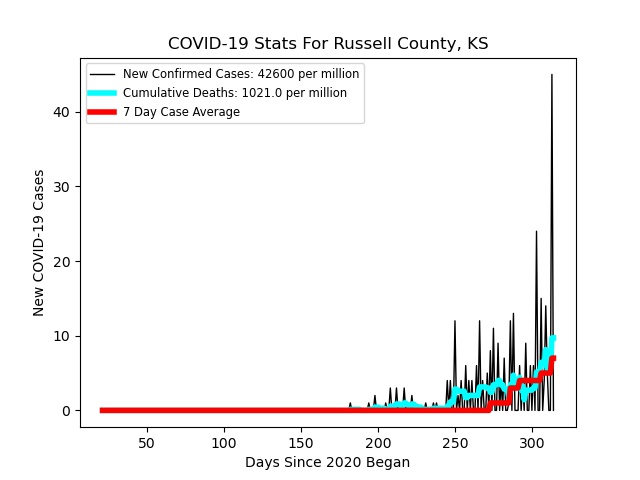 COVID-19 Stats For Russell County, KS
New Confirmed Cases: 42600 per million
Cumulative Deaths: 1021.0 per million
7 Day Case Average
New COVID-19 Cases
40
30
20
10
0
50 100 150 200 250 300
Days Since 2020 Began